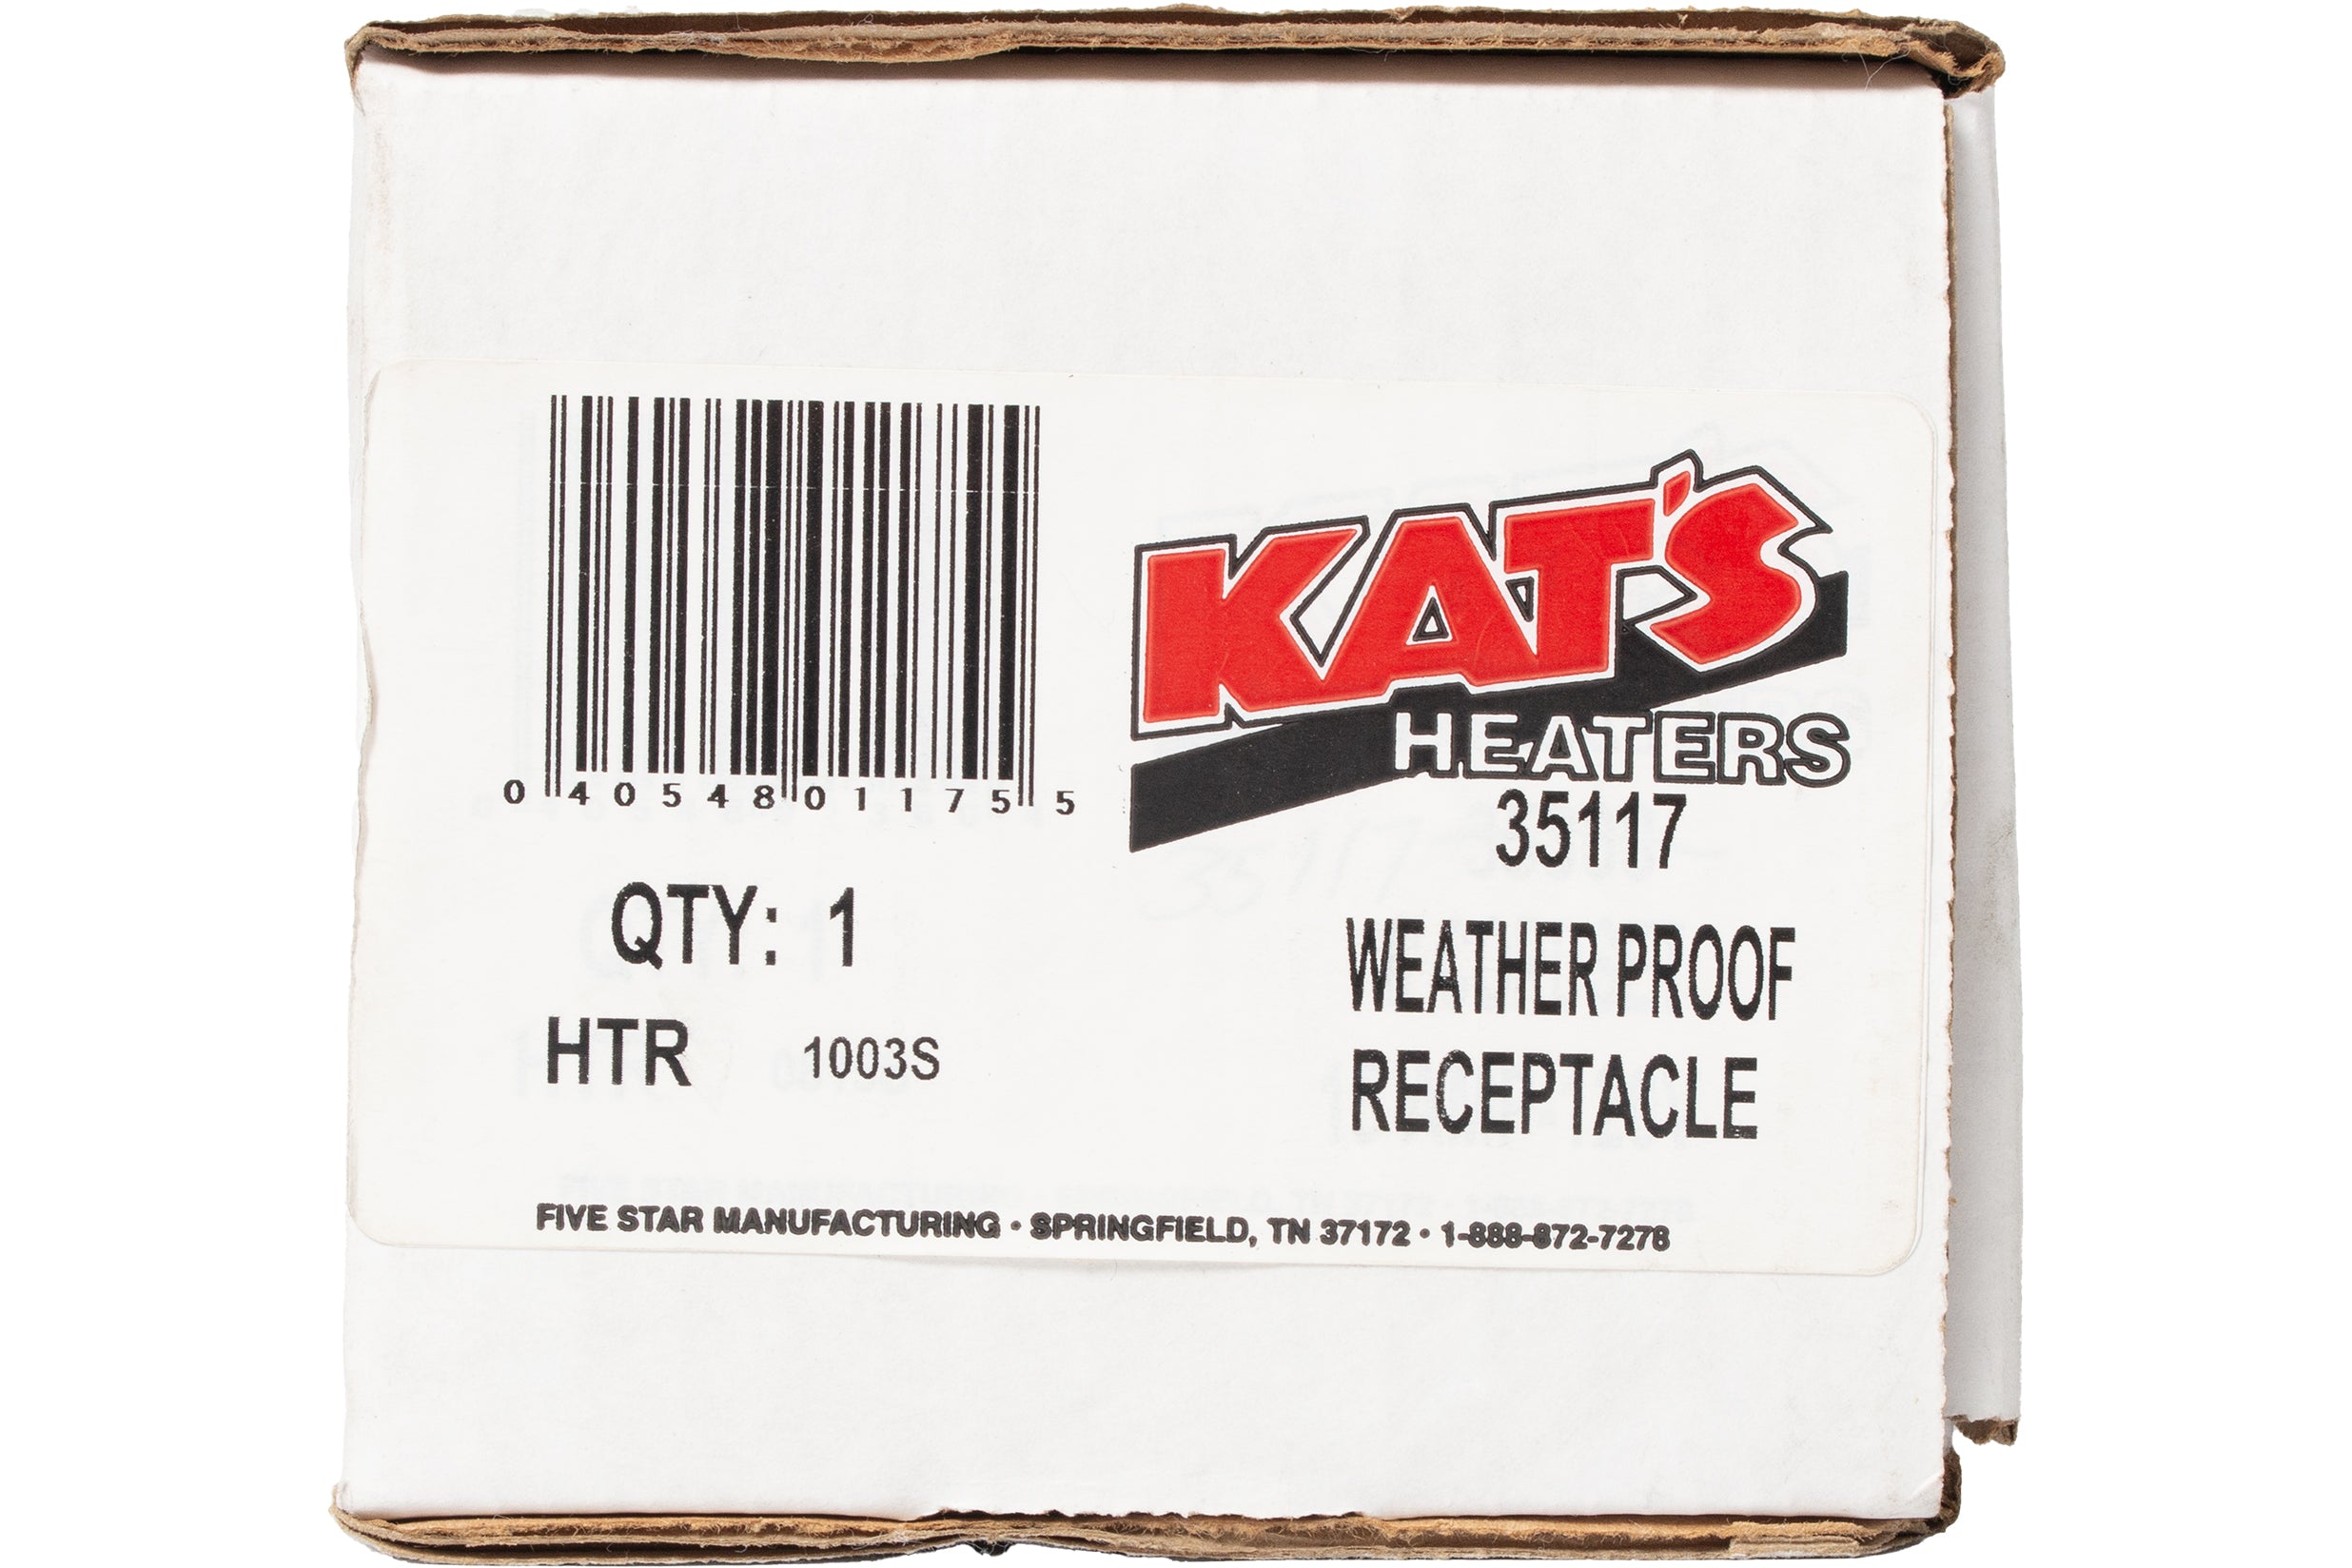 KAT'S
HEATERS
0 40548 01175 5
35117
QTY: 1
WEATHER PROOF
HTR 1003S
RECEPTACLE
FIVE STAR MANUFACTURING • SPRINGFIELD, TN 37172 • 1-888-872-7278